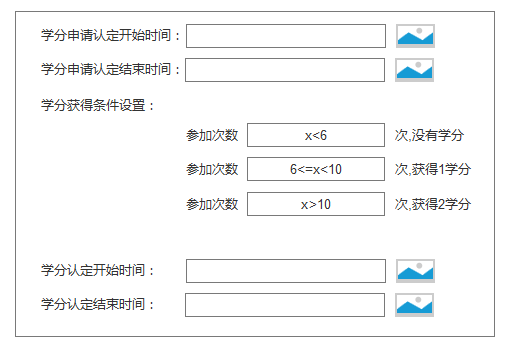 学分申请认定开始时间：
学分申请认定结束时间：
学分获得条件设置：
参加次数 x<6 次,没有学分
参加次数 6<=x<10 次,获得1学分
参加次数 x>10 次,获得2学分
学分认定开始时间：
学分认定结束时间：